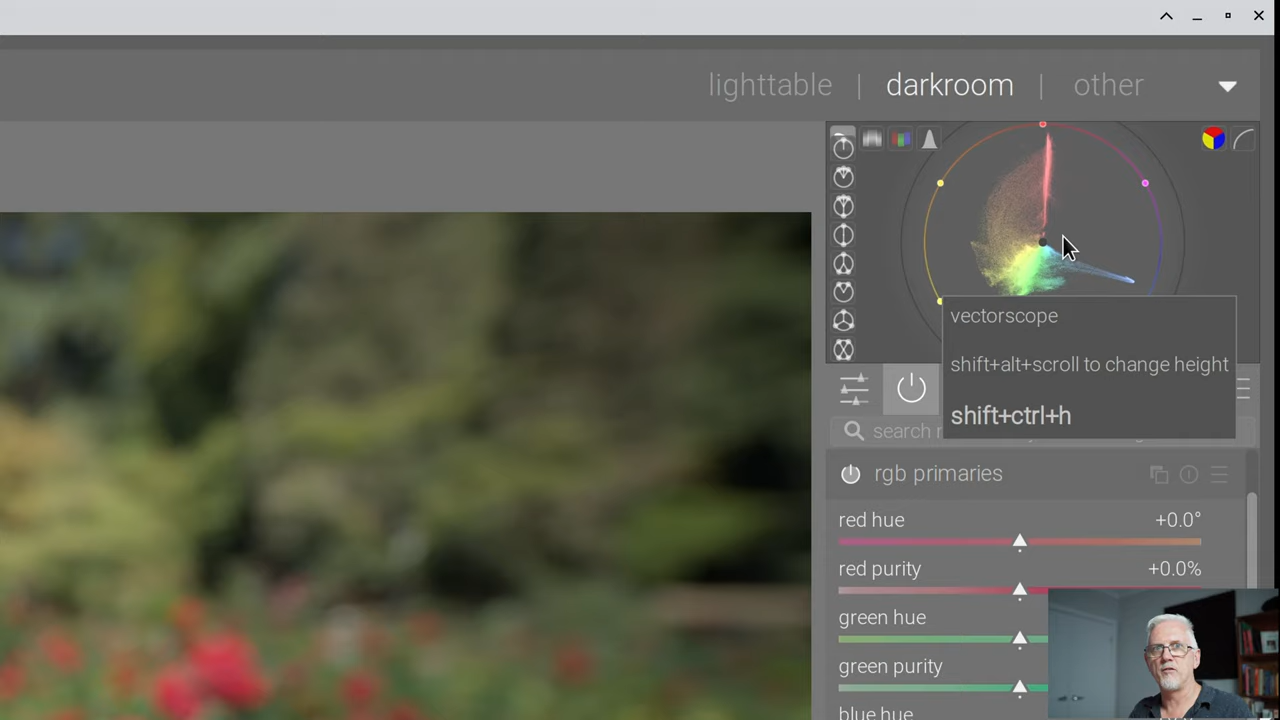 lighttable | darkroom | other
vectorscope
shift+alt+scroll to change height
shift+ctrl+h
search
rgb primaries
red hue +0.0°
red purity +0.0%
green hue
green purity
blue hue